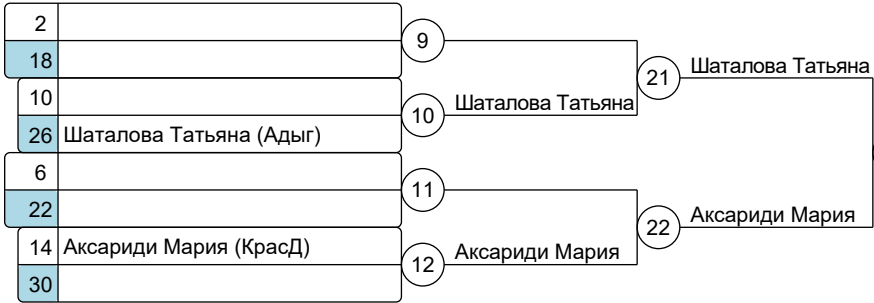 2
9
18
21 Шаталова Татьяна
10
10 Шаталова Татьяна
26 Шаталова Татьяна (Адыг)
6
11
22
22 Аксариди Мария
14 Аксариди Мария (КрасД)
12 Аксариди Мария
30